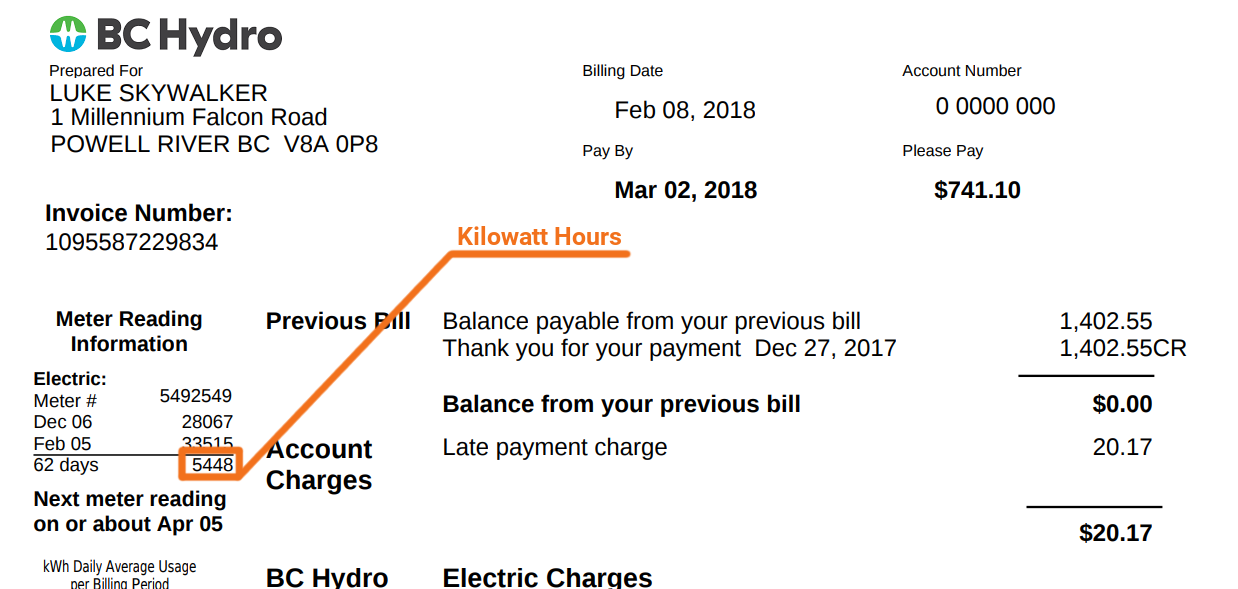 BC Hydro
Prepared For
LUKE SKYWALKER
1 Millennium Falcon Road
POWELL RIVER BC V8A 0P8
Billing Date
Feb 08, 2018
Account Number
0 0000 000
Pay By
Mar 02, 2018
Please Pay
$741.10
Invoice Number:
1095587229834
Kilowatt Hours
Meter Reading
Information
Electric:
Meter # 5492549
Dec 06 28067
Feb 05 33515
62 days 5448
Next meter reading
on or about Apr 05
kWh Daily Average Usage
per Billing Period
Previous Bill
Balance payable from your previous bill 1,402.55
Thank you for your payment Dec 27, 2017 1,402.55CR
Balance from your previous bill $0.00
Account
Charges
Late payment charge 20.17
$20.17
BC Hydro
Electric Charges